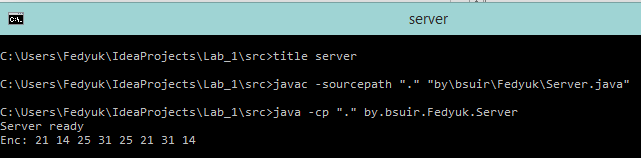 server
C:\Users\Fedyuk\IdeaProjects\Lab_1\src>title server
C:\Users\Fedyuk\IdeaProjects\Lab_1\src>javac -sourcepath "." "by\bsuir\Fedyuk\Server.java"
C:\Users\Fedyuk\IdeaProjects\Lab_1\src>java -cp "." by.bsuir.Fedyuk.Server
Server ready
Enc: 21 14 25 31 25 21 31 14